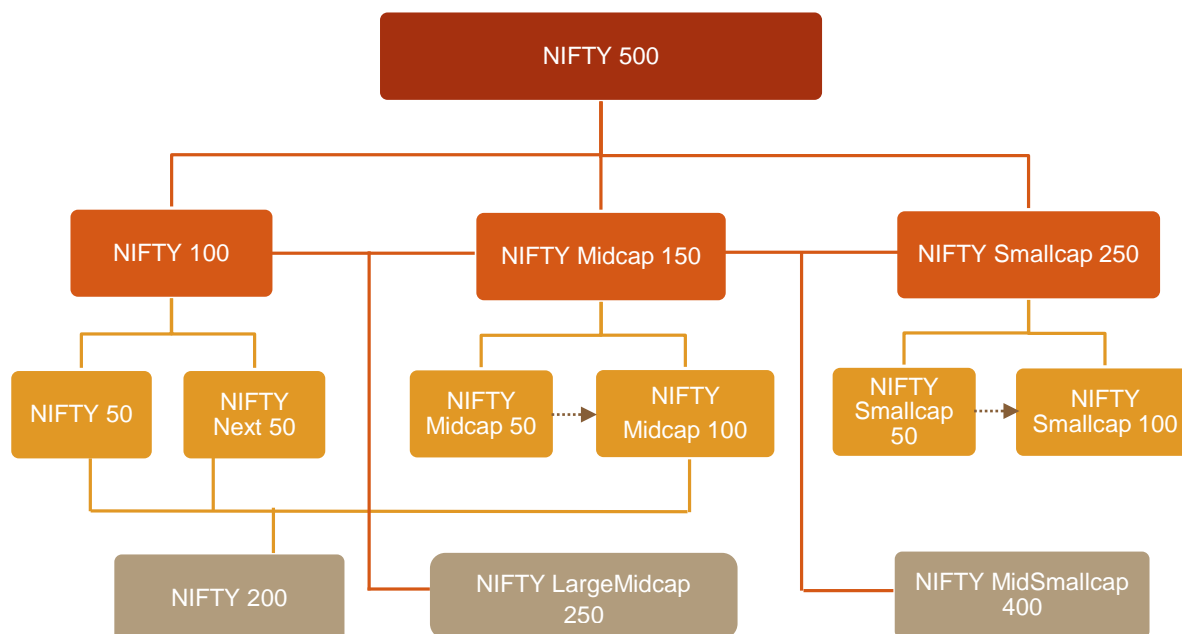 NIFTY 500
NIFTY 100
NIFTY Midcap 150
NIFTY Smallcap 250
NIFTY 50
NIFTY
Next 50
NIFTY
Midcap 50
NIFTY
Midcap 100
NIFTY
Smallcap
50
NIFTY
Smallcap 100
NIFTY 200
NIFTY LargeMidcap
250
NIFTY MidSmallcap
400